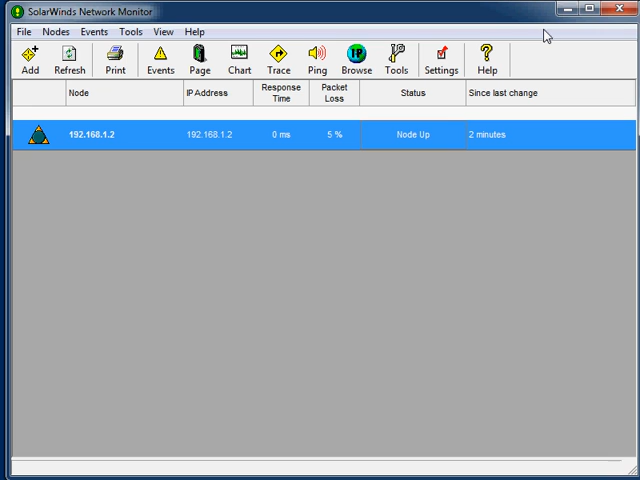 SolarWinds Network Monitor
File Nodes Events Tools View Help
Add Refresh Print Events Page Chart Trace Ping Browse Tools Settings Help
Node IP Address Response Time Packet Loss Status Since last change
192.168.1.2 192.168.1.2 0 ms 5 % Node Up 2 minutes